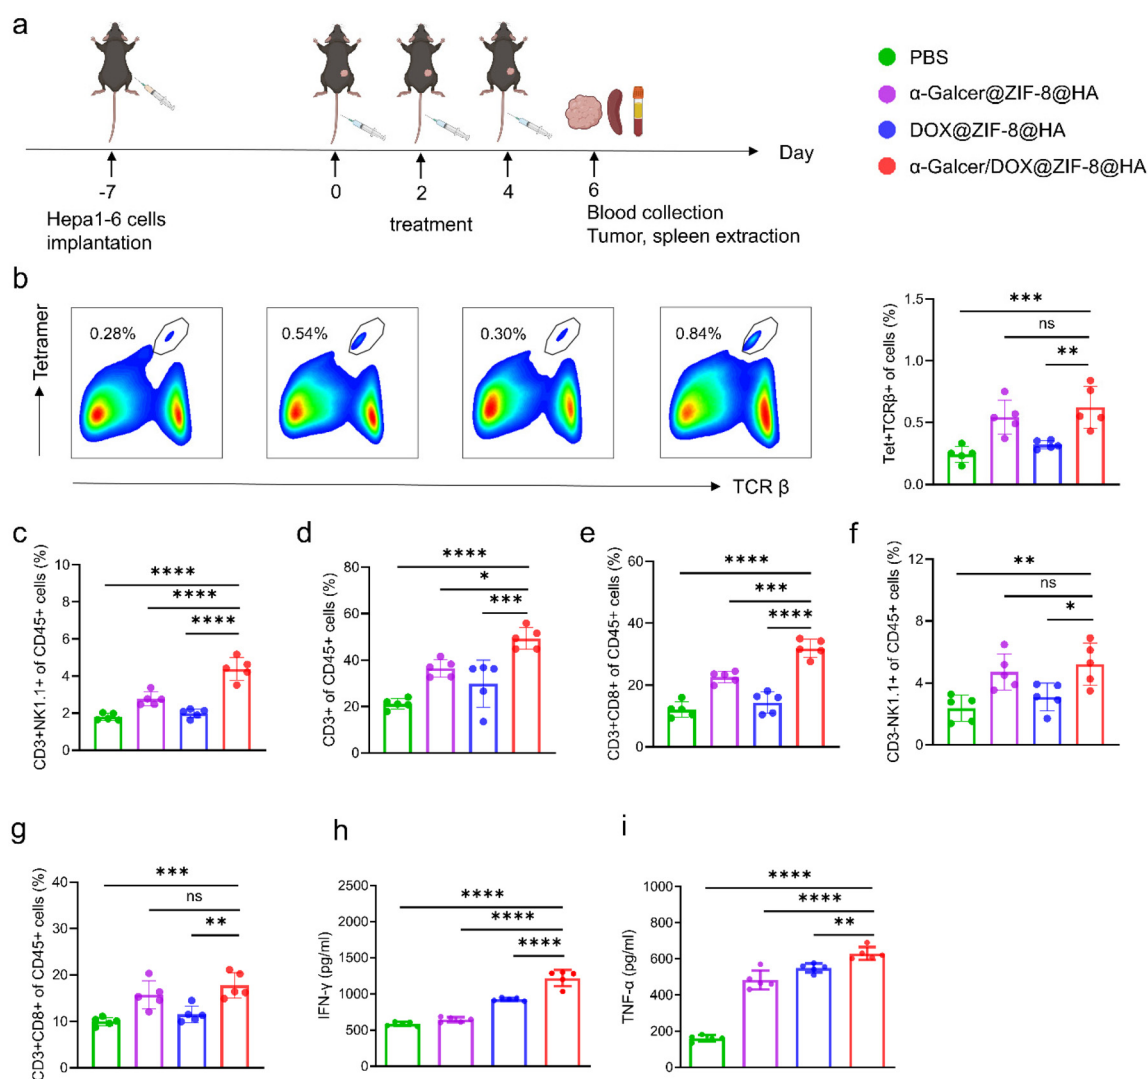 a
PBS
α-Galcer@ZIF-8@HA
DOX@ZIF-8@HA
α-Galcer/DOX@ZIF-8@HA
Day
-7
0
2
4
6
Hepa1-6 cells
implantation
treatment
Blood collection
Tumor, spleen extraction
b
Tetramer
0.28%
0.54%
0.30%
0.84%
TCR β
Tet+TCRβ+ of cells (%)
1.5
1.0
0.5
0.0
***
ns
**
c
CD3+NK1.1+ of CD45+ cells (%)
10
8
6
4
2
0
****
****
****
d
CD3+ of CD45+ cells (%)
80
60
40
20
0
****
*
***
e
CD3+CD8+ of CD45+ cells (%)
60
40
20
0
****
***
****
f
CD3-NK1.1+ of CD45+ cells (%)
12
8
4
0
**
ns
*
g
CD3+CD8+ of CD45+ cells (%)
40
30
20
10
0
***
ns
**
h
IFN-γ (pg/ml)
2500
2000
1500
1000
500
0
****
****
****
i
TNF-α (pg/ml)
1000
800
600
400
200
0
****
****
**